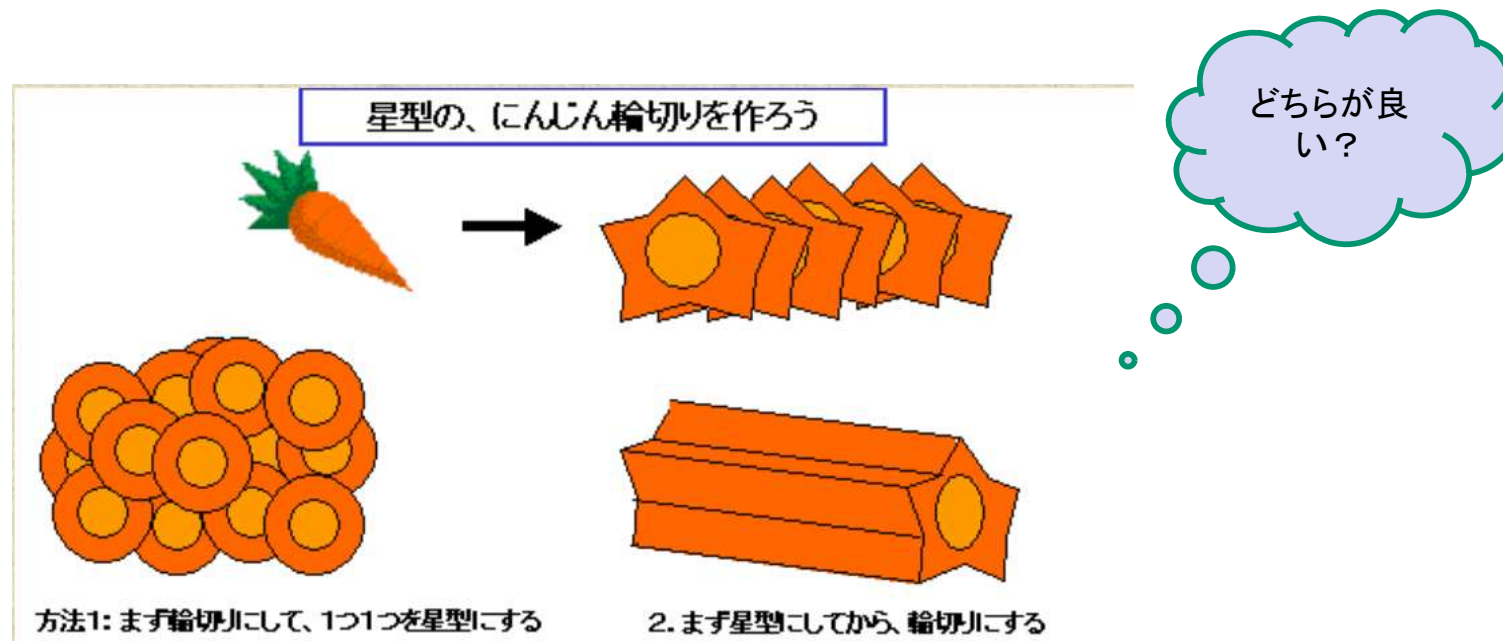 星型の、にんじん輪切りを作ろう
どちらが良
い？
方法1: まず輪切りにして、1つ1つを星型にする
2. まず星型にしてから、輪切りにする